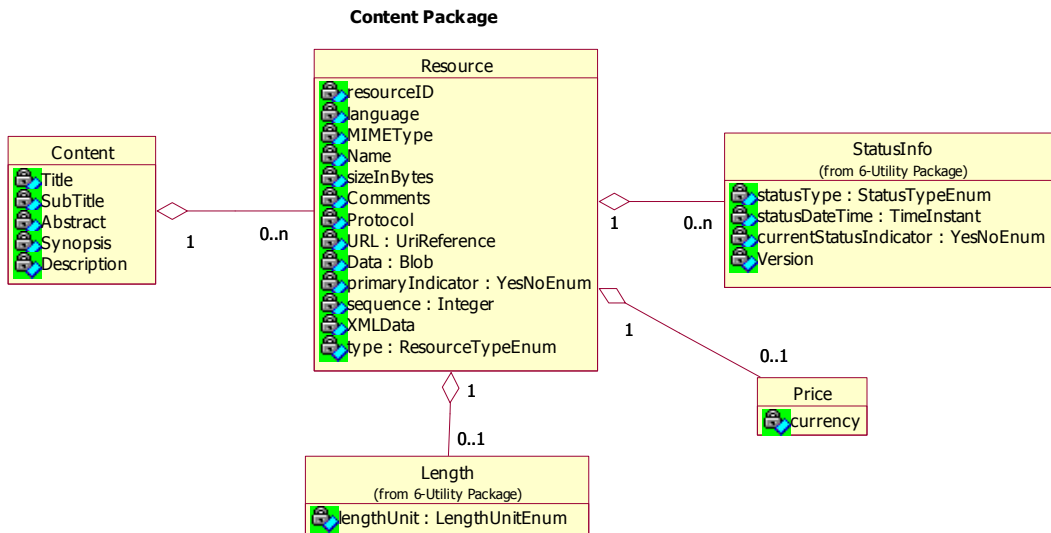 Content Package
Resource
resourceID
language
MIMEType
Name
sizeInBytes
Comments
Protocol
URL : UriReference
Data : Blob
primaryIndicator : YesNoEnum
sequence : Integer
XMLData
type : ResourceTypeEnum
Content
Title
SubTitle
Abstract
Synopsis
Description
1
0..n
StatusInfo
(from 6-Utility Package)
statusType : StatusTypeEnum
statusDateTime : TimeInstant
currentStatusIndicator : YesNoEnum
Version
1
0..n
1
0..1
Price
currency
1
0..1
Length
(from 6-Utility Package)
lengthUnit : LengthUnitEnum